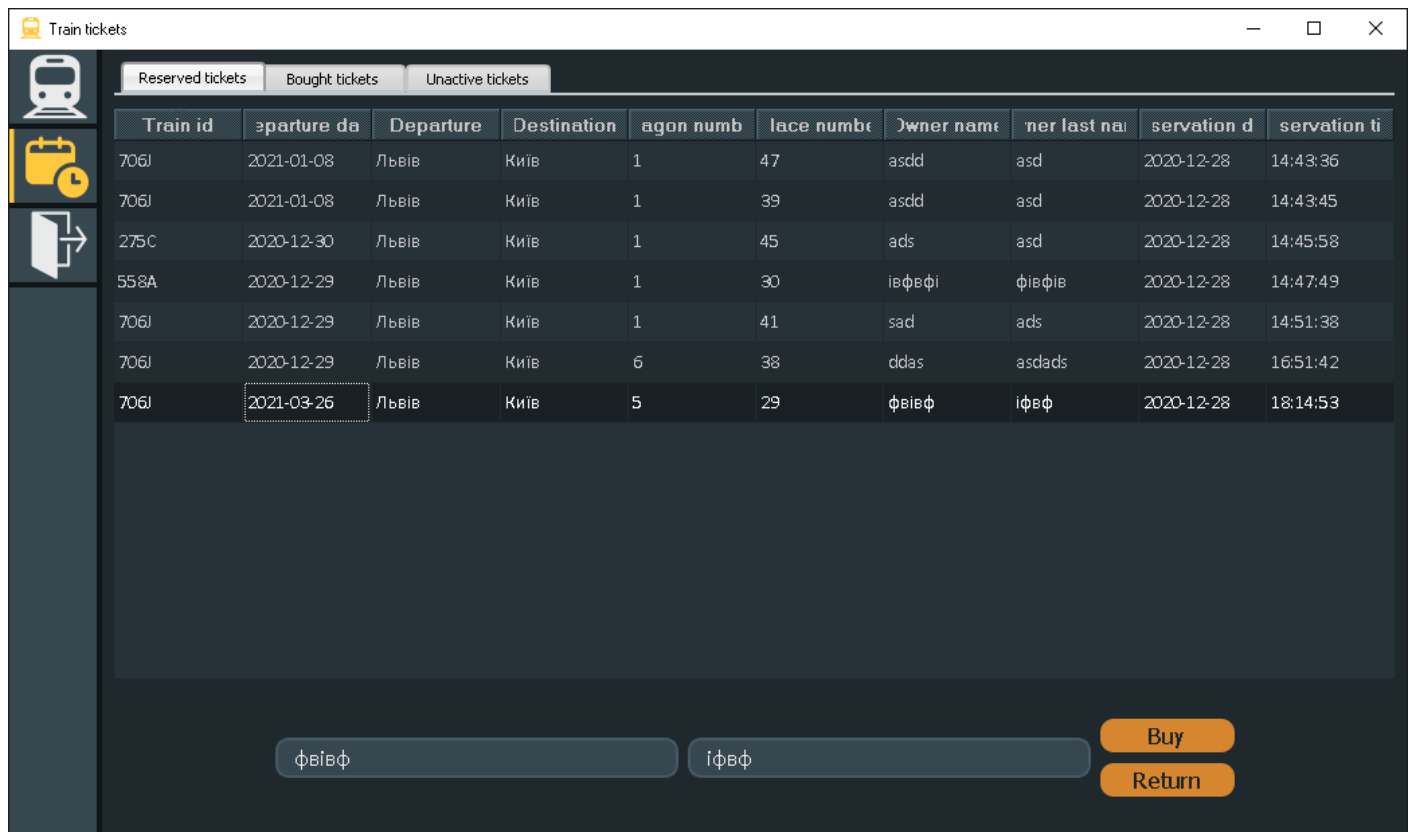 Train tickets
Reserved tickets Bought tickets Unactive tickets
Train id eparture da Departure Destination agon numb lace numbe Owner name ner last nar servation d servation ti
706J 2021-01-08 Львів Київ 1 47 asdd asd 2020-12-28 14:43:36
706J 2021-01-08 Львів Київ 1 39 asdd asd 2020-12-28 14:43:45
275C 2020-12-30 Львів Київ 1 45 ads asd 2020-12-28 14:45:58
558A 2020-12-29 Львів Київ 1 30 івфвфі фівфів 2020-12-28 14:47:49
706J 2020-12-29 Львів Київ 1 41 sad ads 2020-12-28 14:51:38
706J 2020-12-29 Львів Київ 6 38 ddas asdads 2020-12-28 16:51:42
706J 2021-03-26 Львів Київ 5 29 фвівф іфвф 2020-12-28 18:14:53
фвівф іфвф Buy
Return